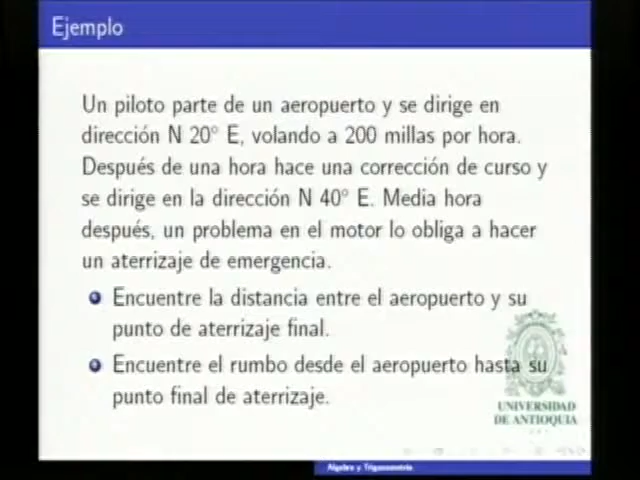 Ejemplo
Un piloto parte de un aeropuerto y se dirige en
dirección N 20° E, volando a 200 millas por hora.
Después de una hora hace una corrección de curso y
se dirige en la dirección N 40° E. Media hora
después, un problema en el motor lo obliga a hacer
un aterrizaje de emergencia.
Encuentre la distancia entre el aeropuerto y su
punto de aterrizaje final.
Encuentre el rumbo desde el aeropuerto hasta su
punto final de aterrizaje.
UNIVERSIDAD
DE ANTIOQUIA
Algebra y Trigonometría